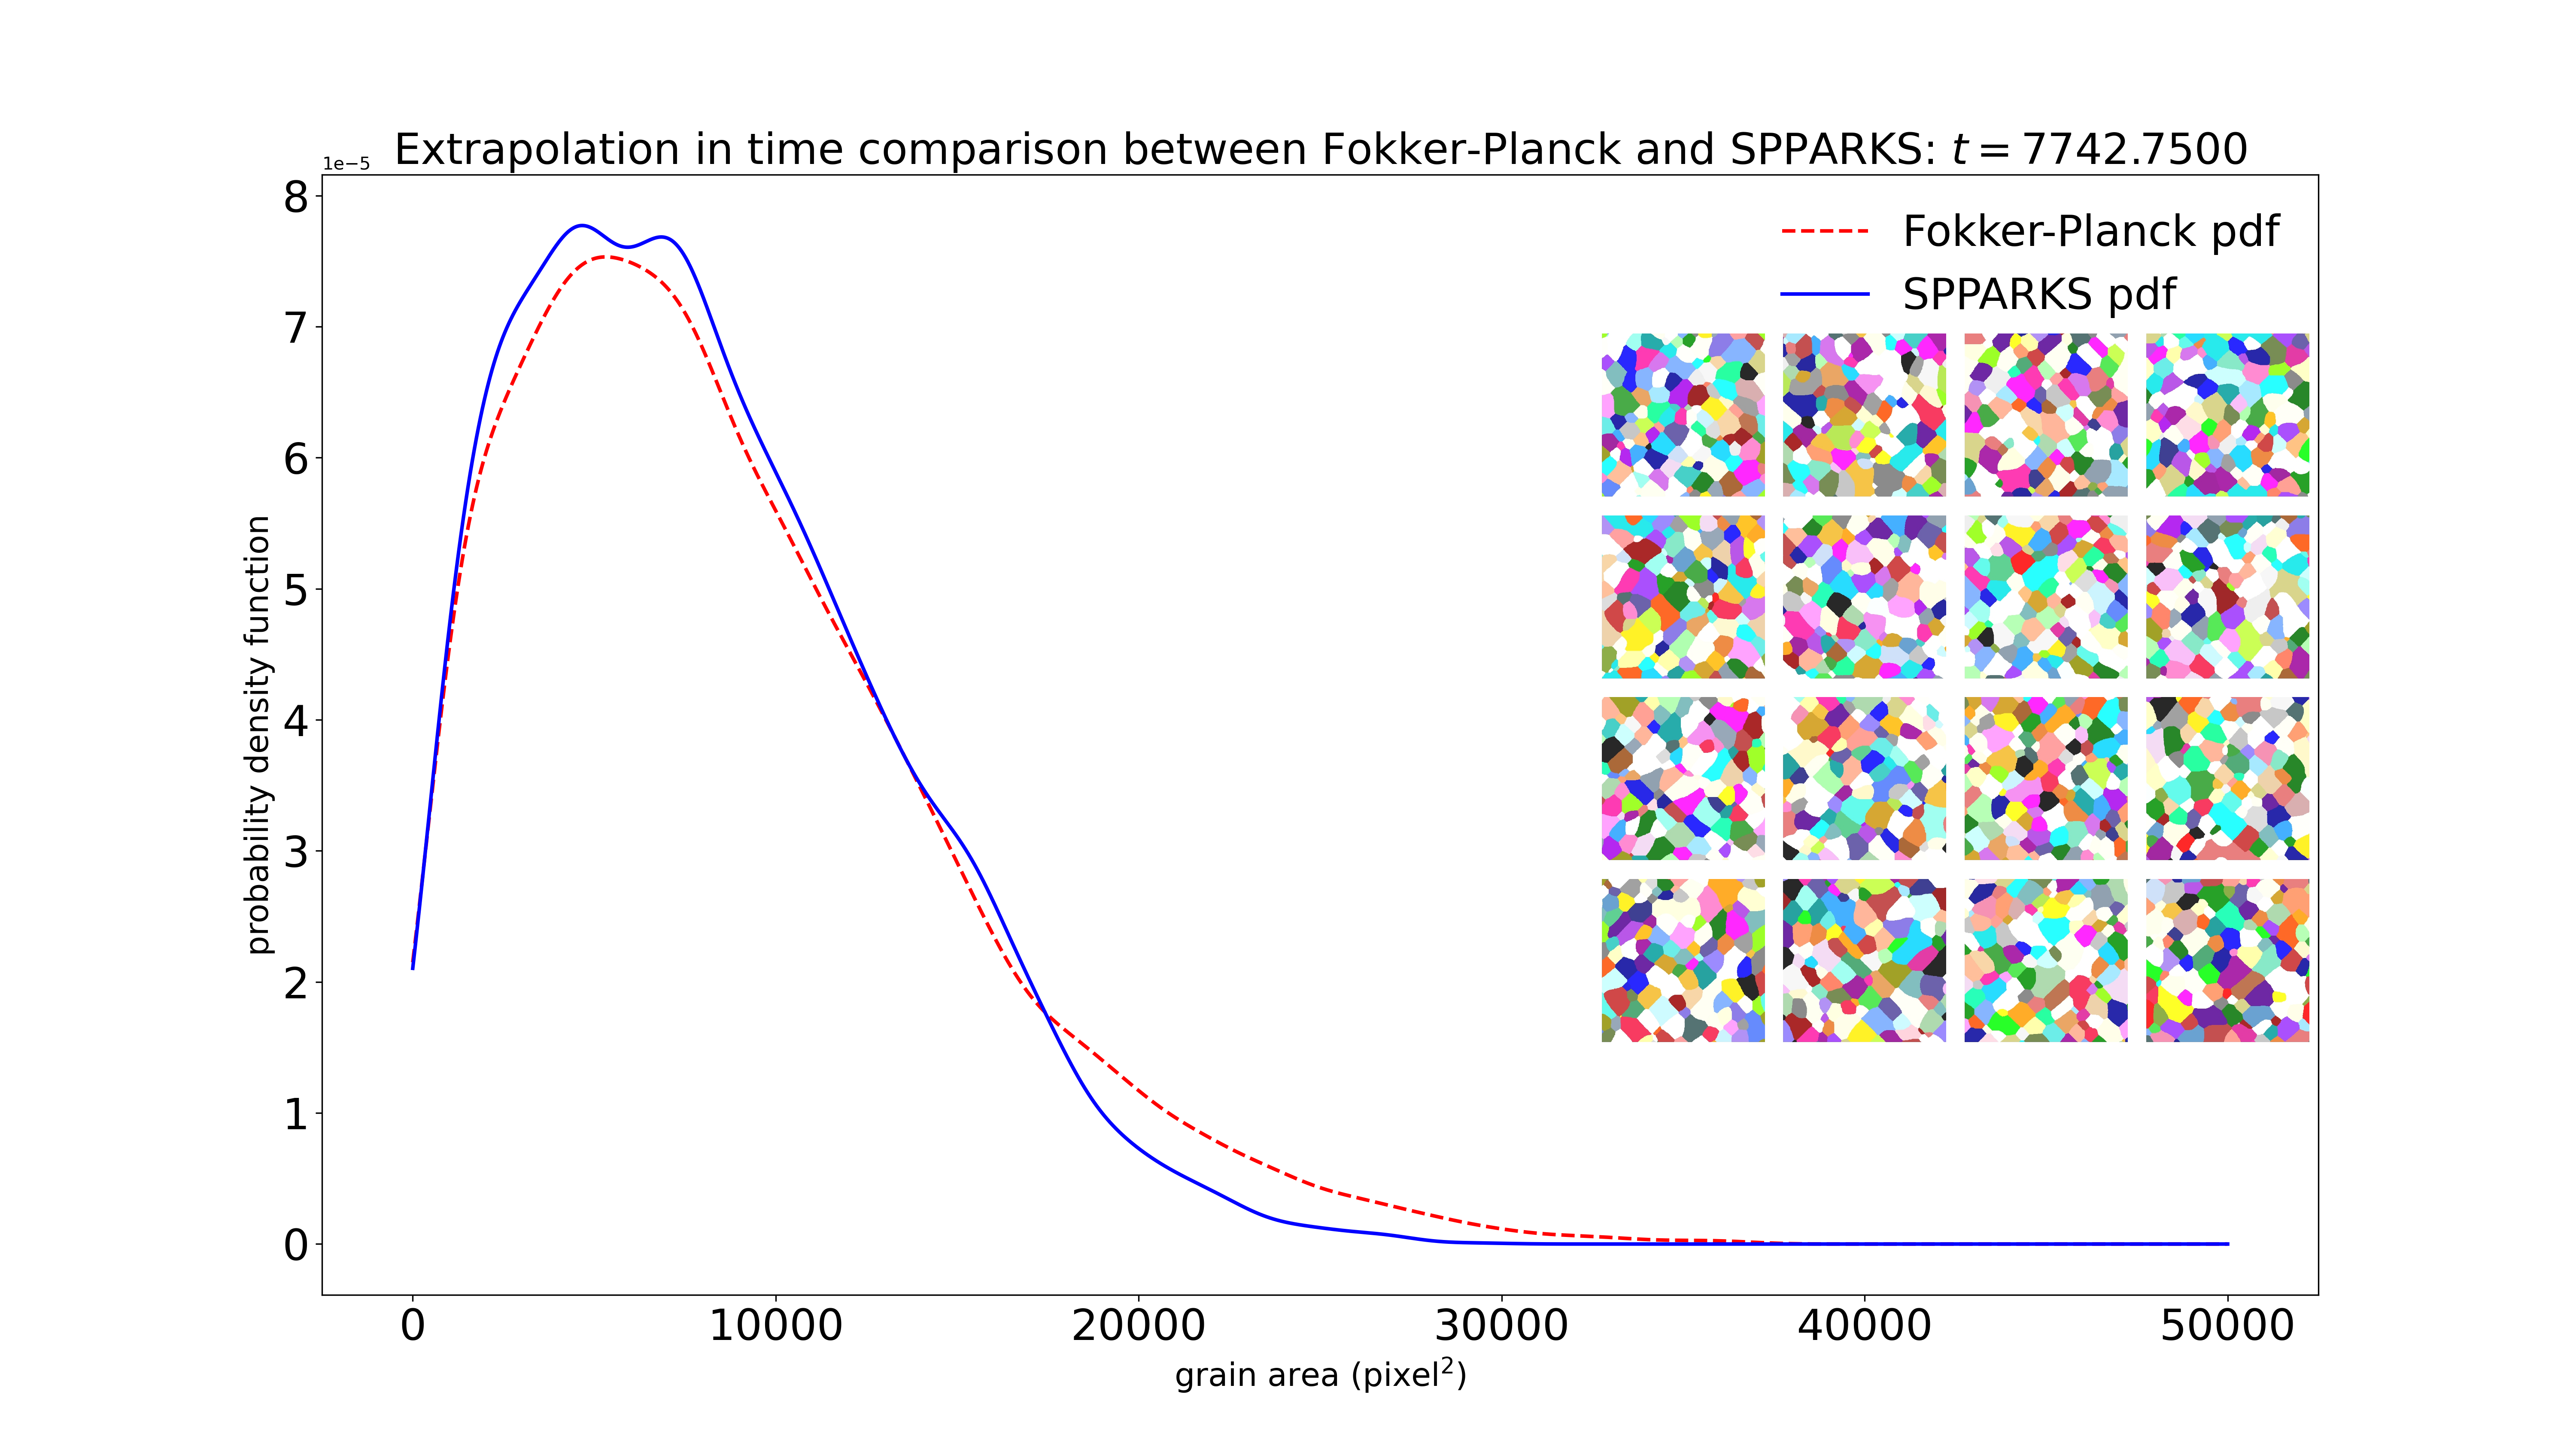 Extrapolation in time comparison between Fokker-Planck and SPPARKS: t = 7742.7500
1e−5
Fokker-Planck pdf
SPPARKS pdf
8
7
6
5
4
3
2
1
0
probability density function
0 10000 20000 30000 40000 50000
grain area (pixel²)